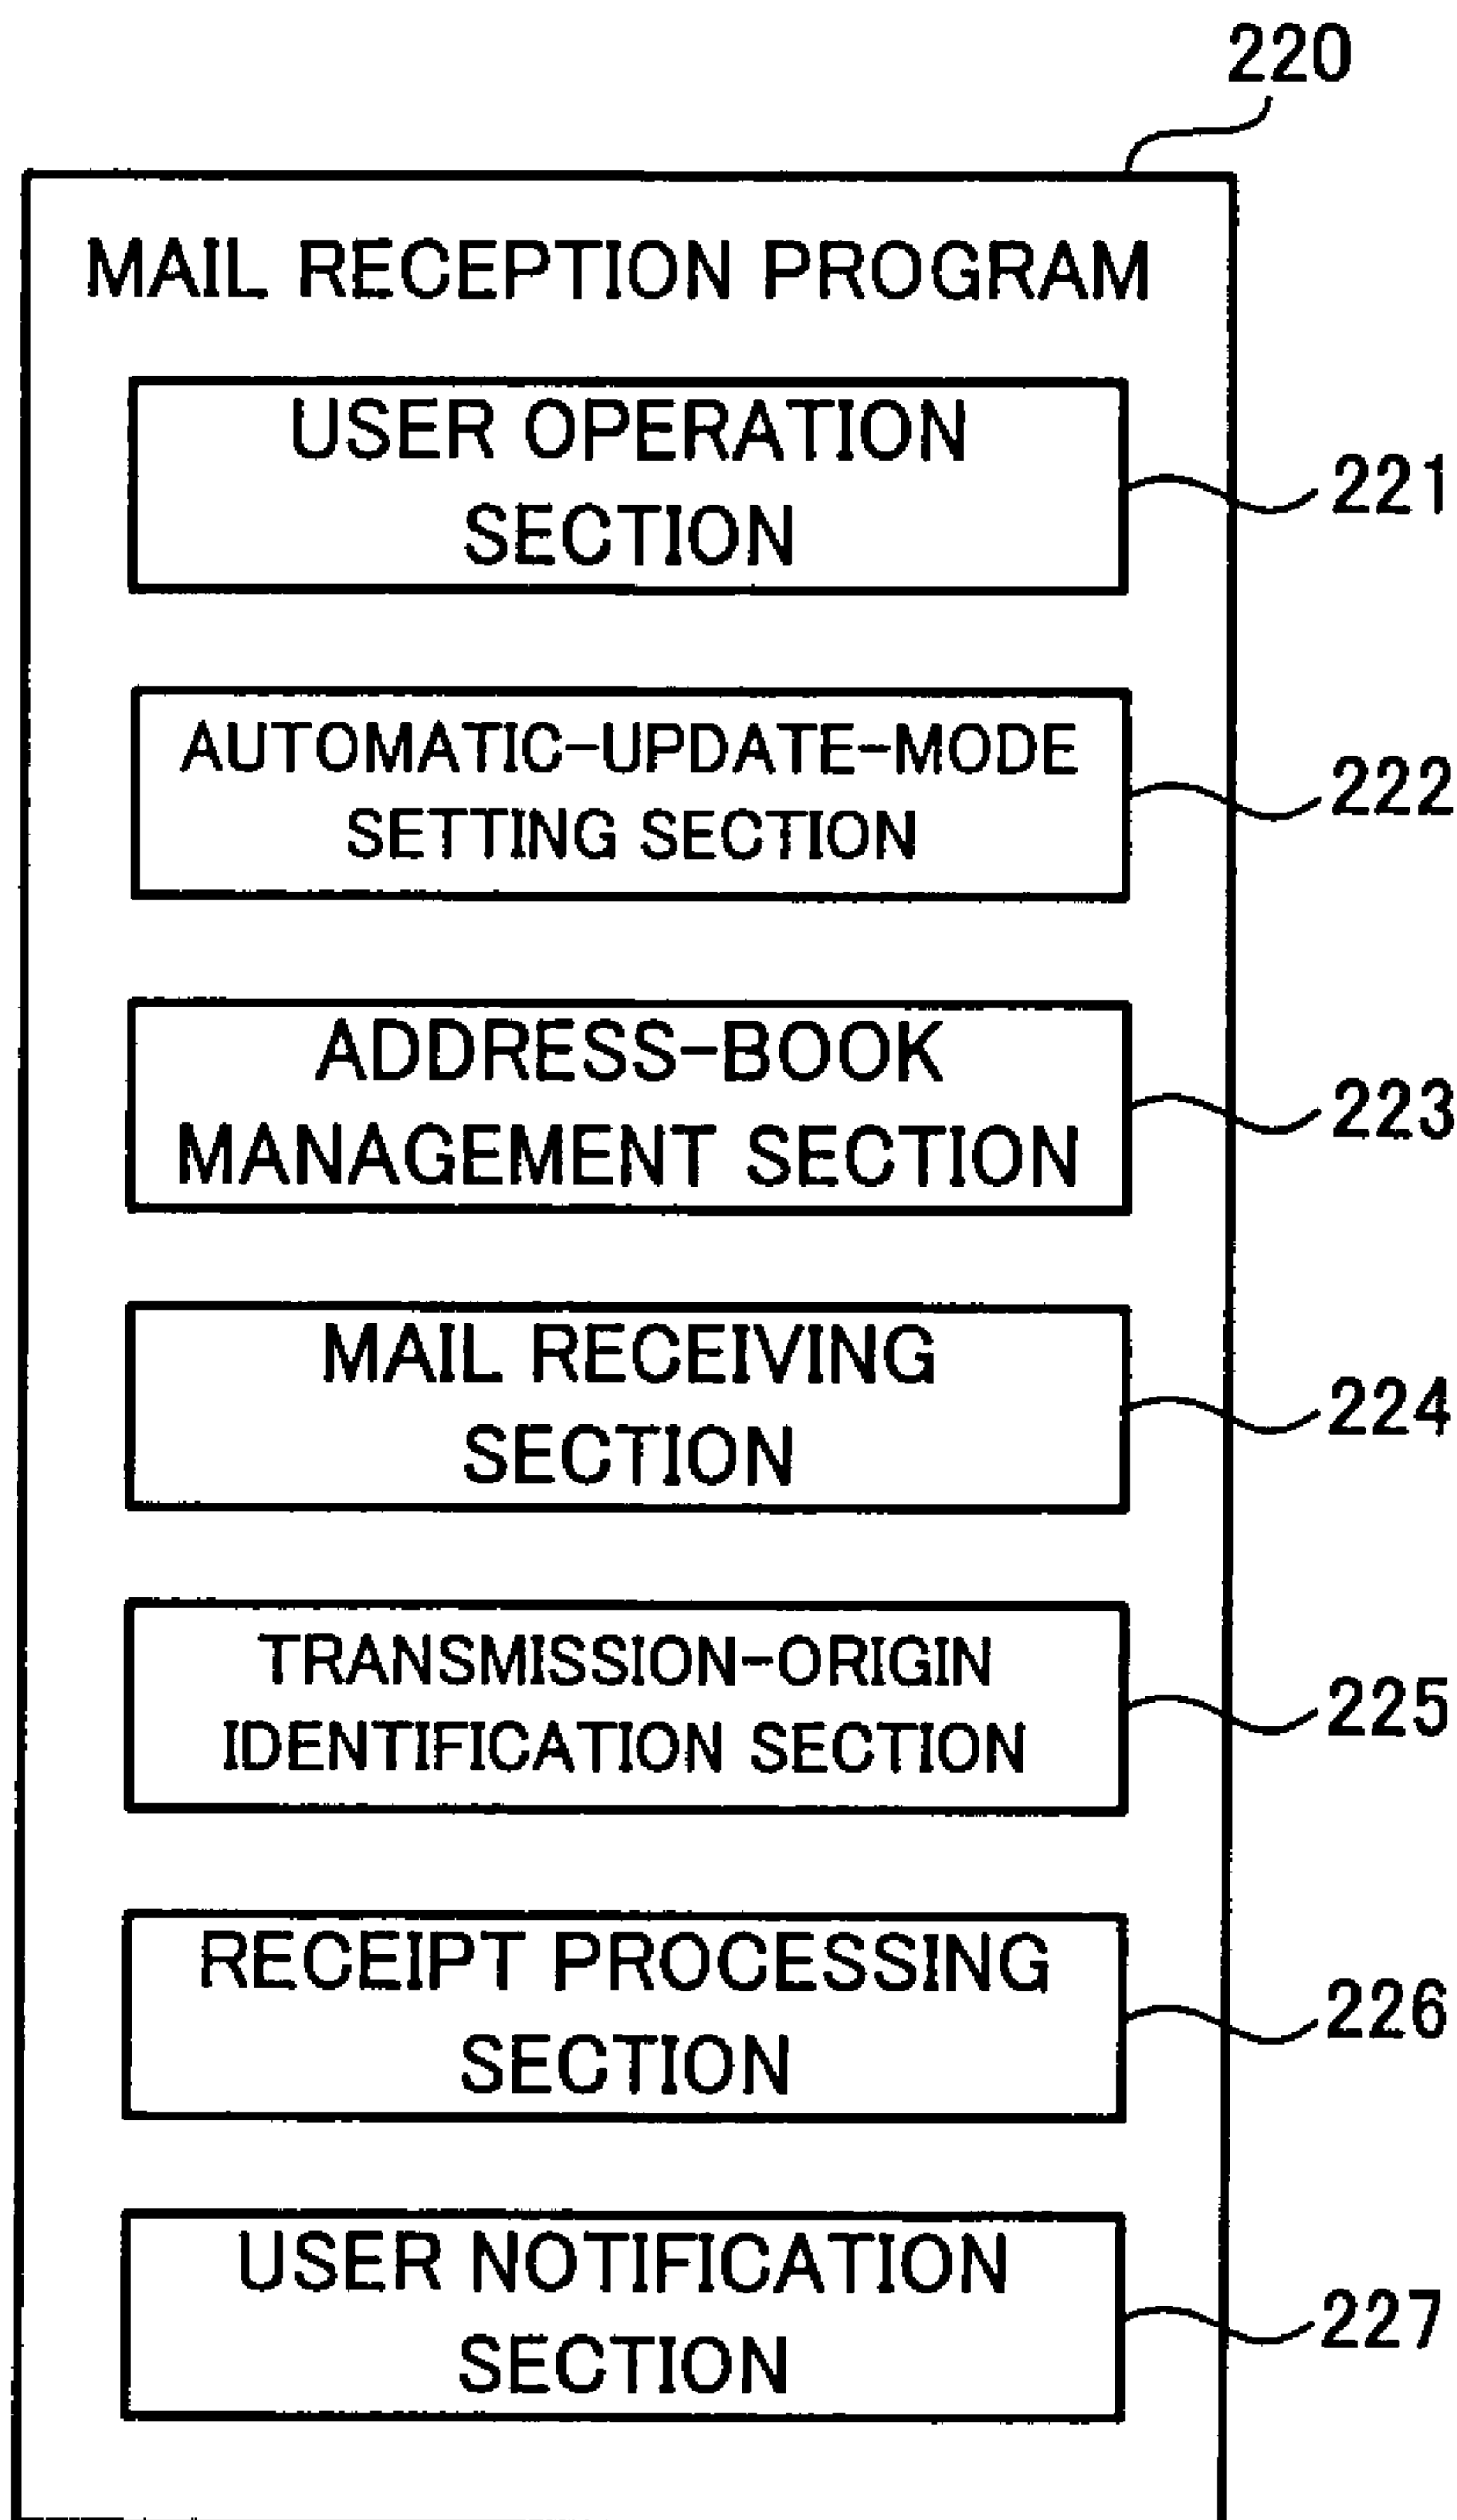 220
MAIL RECEPTION PROGRAM
USER OPERATION
SECTION
221
AUTOMATIC-UPDATE-MODE
SETTING SECTION
222
ADDRESS-BOOK
MANAGEMENT SECTION
223
MAIL RECEIVING
SECTION
224
TRANSMISSION-ORIGIN
IDENTIFICATION SECTION
225
RECEIPT PROCESSING
SECTION
226
USER NOTIFICATION
SECTION
227